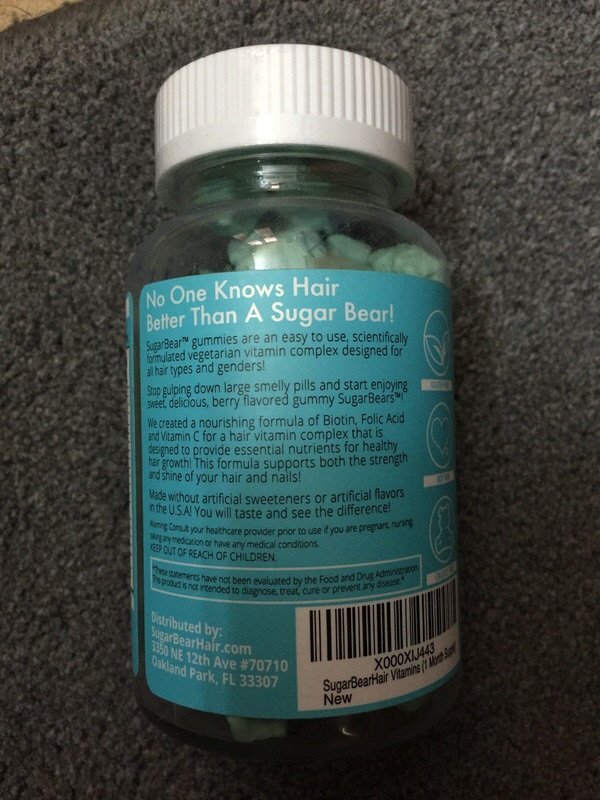 No One Knows Hair
Better Than A Sugar Bear!
SugarBear™ gummies are an easy to use, scientifically
formulated vegetarian vitamin complex designed for
all hair types and genders!
Stop gulping down large smelly pills and start enjoying
sweet, delicious, berry flavored gummy SugarBears™!
We created a nourishing formula of Biotin, Folic Acid
and Vitamin C for a hair vitamin complex that is
designed to provide essential nutrients for healthy
hair growth! This formula supports both the strength
and shine of your hair and nails!
Made without artificial sweeteners or artificial flavors
in the U.S.A! You will taste and see the difference!
Warning: Consult your healthcare provider prior to use if you are pregnant, nursing,
taking any medication or have any medical conditions.
KEEP OUT OF REACH OF CHILDREN.
*These statements have not been evaluated by the Food and Drug Administration.
This product is not intended to diagnose, treat, cure or prevent any disease.*
Distributed by:
SugarBearHair.com
3350 NE 12th Ave #70710
Oakland Park, FL 33307
X000XIJ443
SugarBearHair Vitamins (1 Month Supply)
New